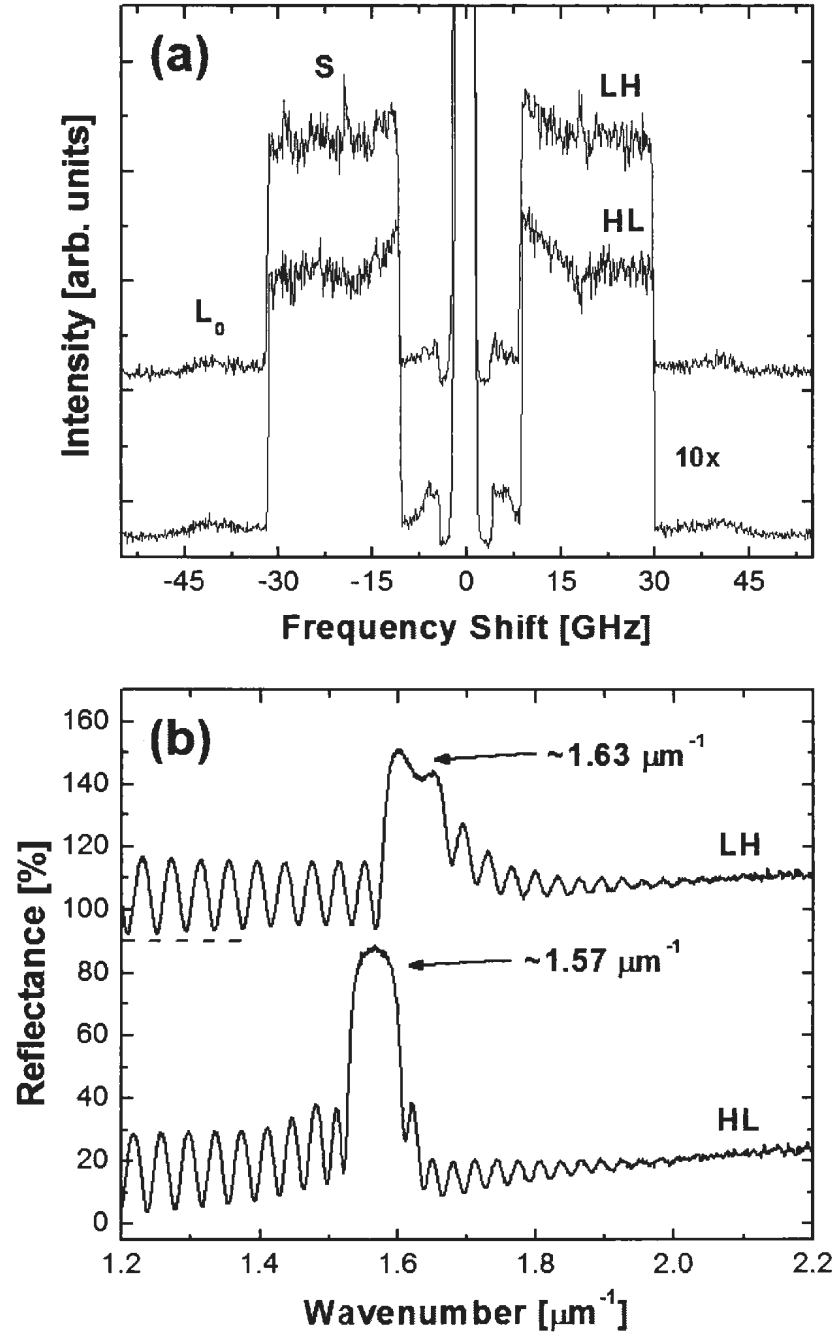 (a)
S
LH
HL
L₀
10x
Intensity [arb. units]
-45 -30 -15 0 15 30 45
Frequency Shift [GHz]
(b)
160
140
120
100
80
60
40
20
0
~1.63 μm⁻¹
LH
~1.57 μm⁻¹
HL
Reflectance [%]
1.2 1.4 1.6 1.8 2.0 2.2
Wavenumber [μm⁻¹]